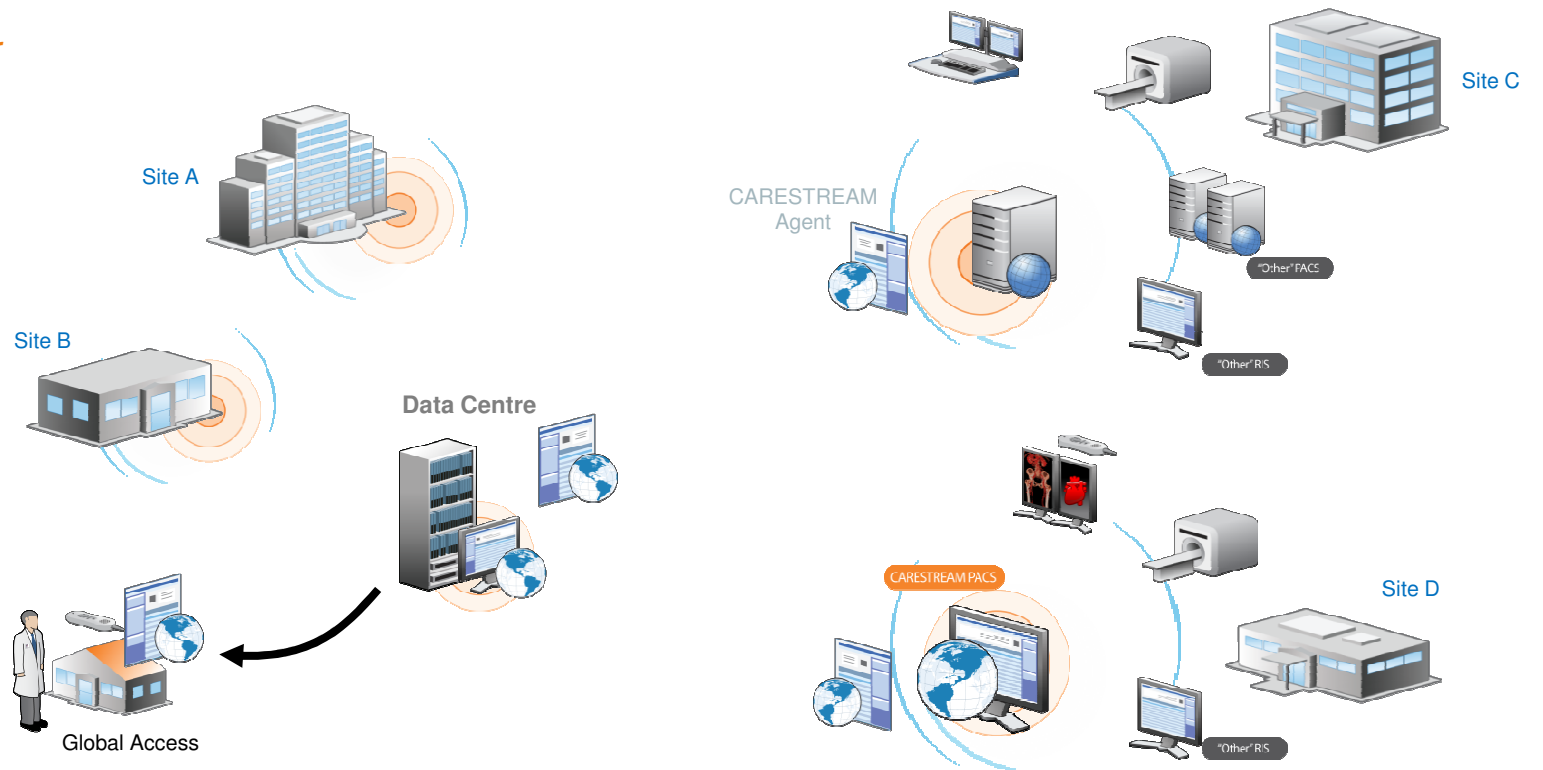 Site A
Site B
Data Centre
Global Access
Site C
CARESTREAM
Agent
"Other" PACS
"Other" RIS
CARESTREAM PACS
Site D
"Other" RIS